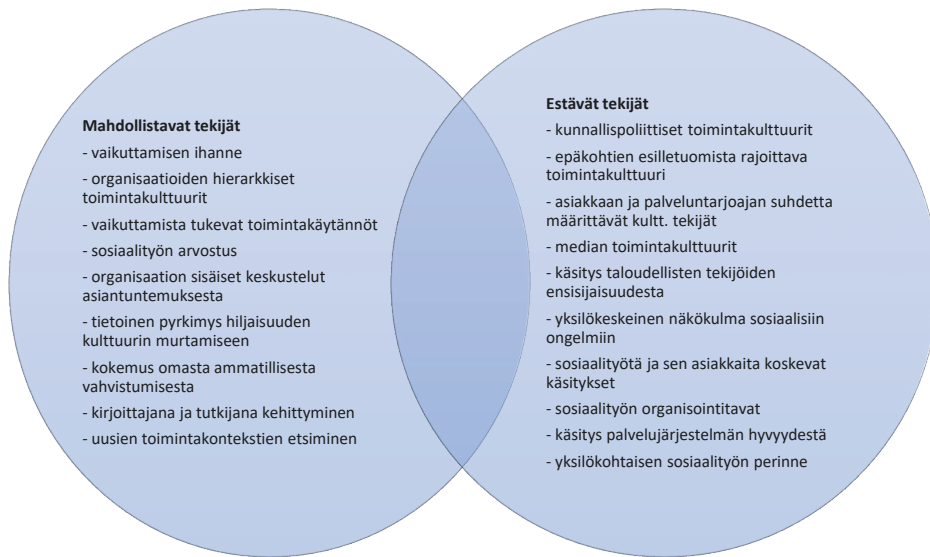 Mahdollistavat tekijät
- vaikuttamisen ihanne
- organisaatioiden hierarkkiset
toimintakulttuurit
- vaikuttamista tukevat toimintakäytännöt
- sosiaalityön arvostus
- organisaation sisäiset keskustelut
asiantuntemuksesta
- tietoinen pyrkimys hiljaisuuden
kulttuurin murtamiseen
- kokemus omasta ammatillisesta
vahvistumisesta
- kirjoittajana ja tutkijana kehittyminen
- uusien toimintakontekstien etsiminen
Estävät tekijät
- kunnallispoliittiset toimintakulttuurit
- epäkohtien esilletuomista rajoittava
toimintakulttuuri
- asiakkaan ja palveluntarjoajan suhdetta
määrittävät kultt. tekijät
- median toimintakulttuurit
- käsitys taloudellisten tekijöiden
ensisijaisuudesta
- yksilökeskeinen näkökulma sosiaalisiin
ongelmiin
- sosiaalityötä ja sen asiakkaita koskevat
käsitykset
- sosiaalityön organisointitavat
- käsitys palvelujärjestelmän hyvyydestä
- yksilökohtaisen sosiaalityön perinne